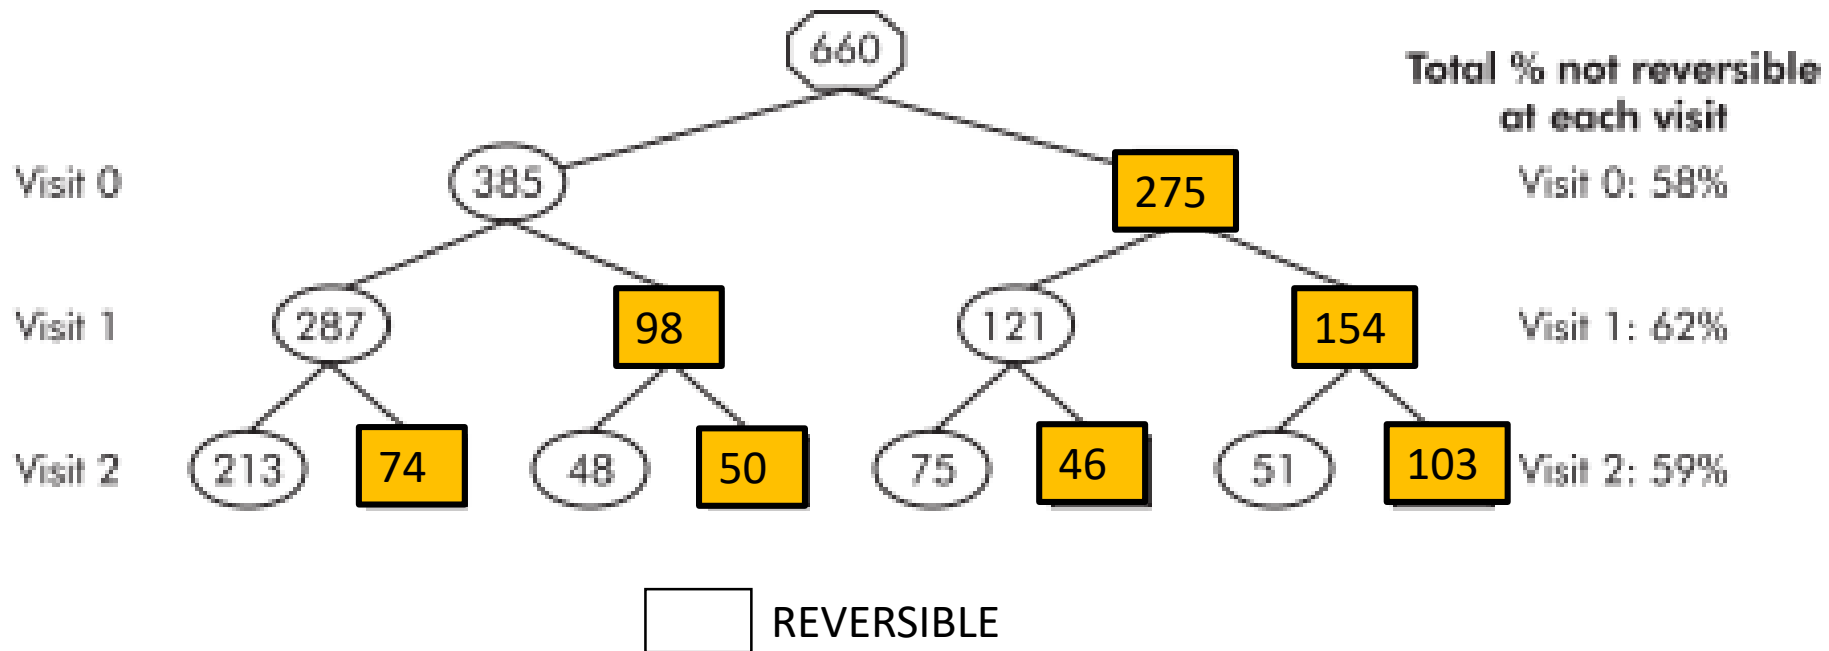 660
Total % not reversible
at each visit
Visit 0 385 275 Visit 0: 58%
Visit 1 287 98 121 154 Visit 1: 62%
Visit 2 213 74 48 50 75 46 51 103 Visit 2: 59%
REVERSIBLE